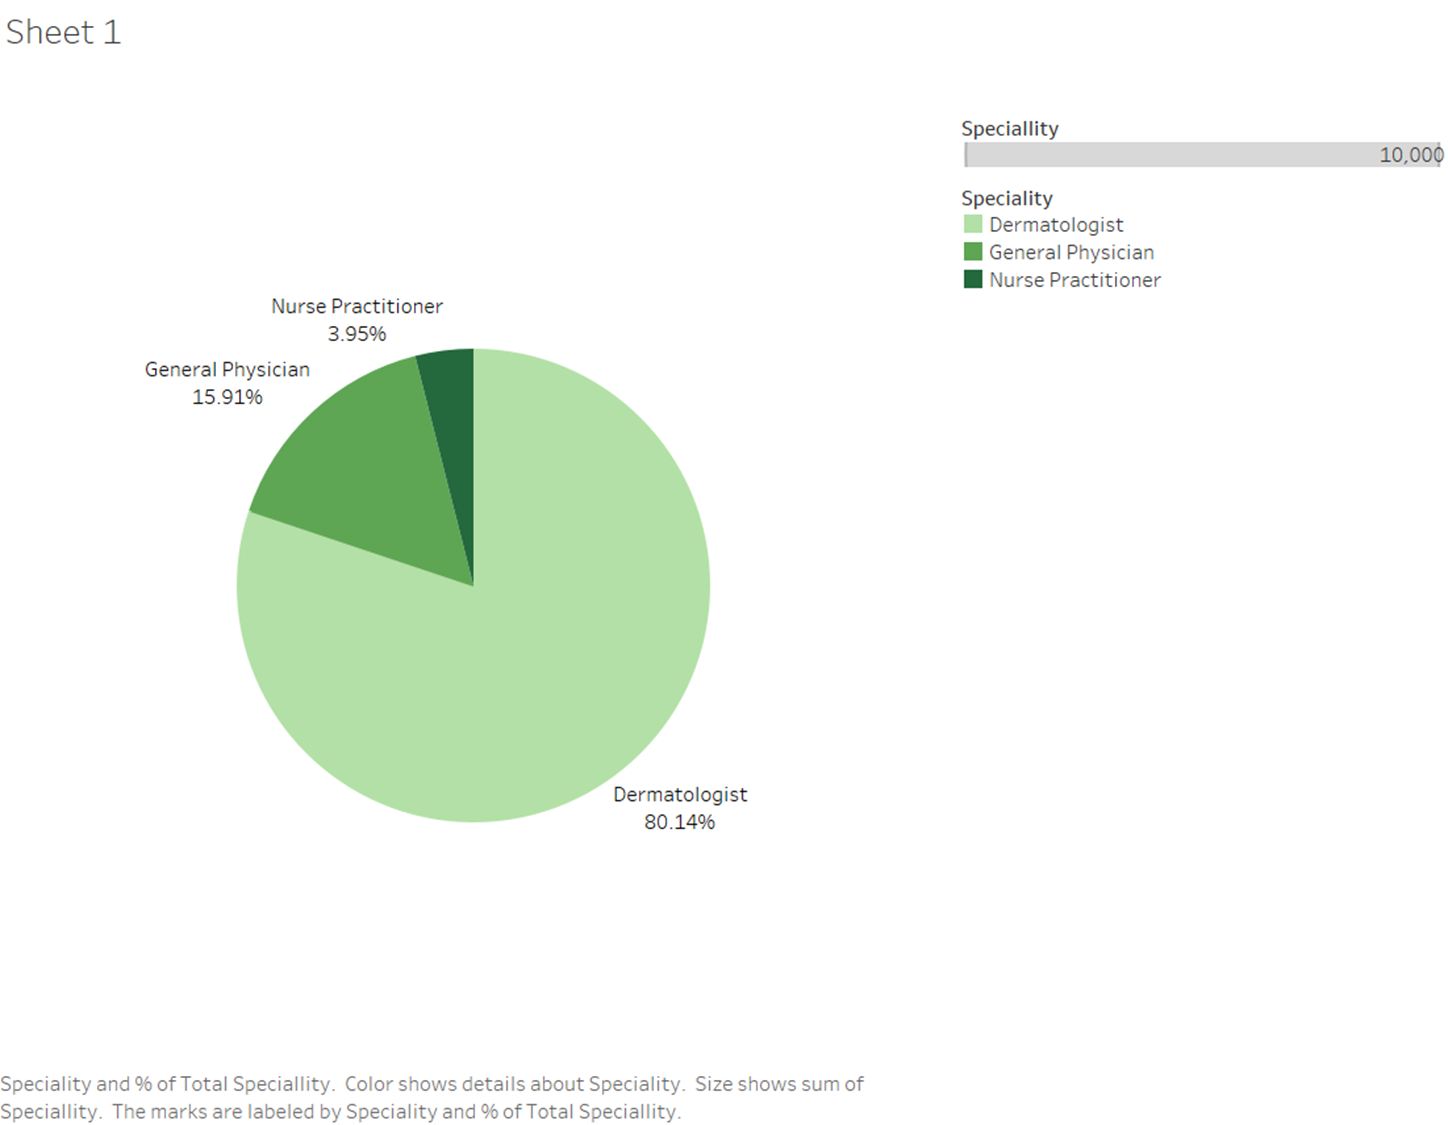 Sheet 1
Speciallity
10,000
Speciality
Dermatologist
General Physician
Nurse Practitioner
Nurse Practitioner
3.95%
General Physician
15.91%
Dermatologist
80.14%
Speciality and % of Total Speciallity.  Color shows details about Speciality.  Size shows sum of
Speciallity.  The marks are labeled by Speciality and % of Total Speciallity.